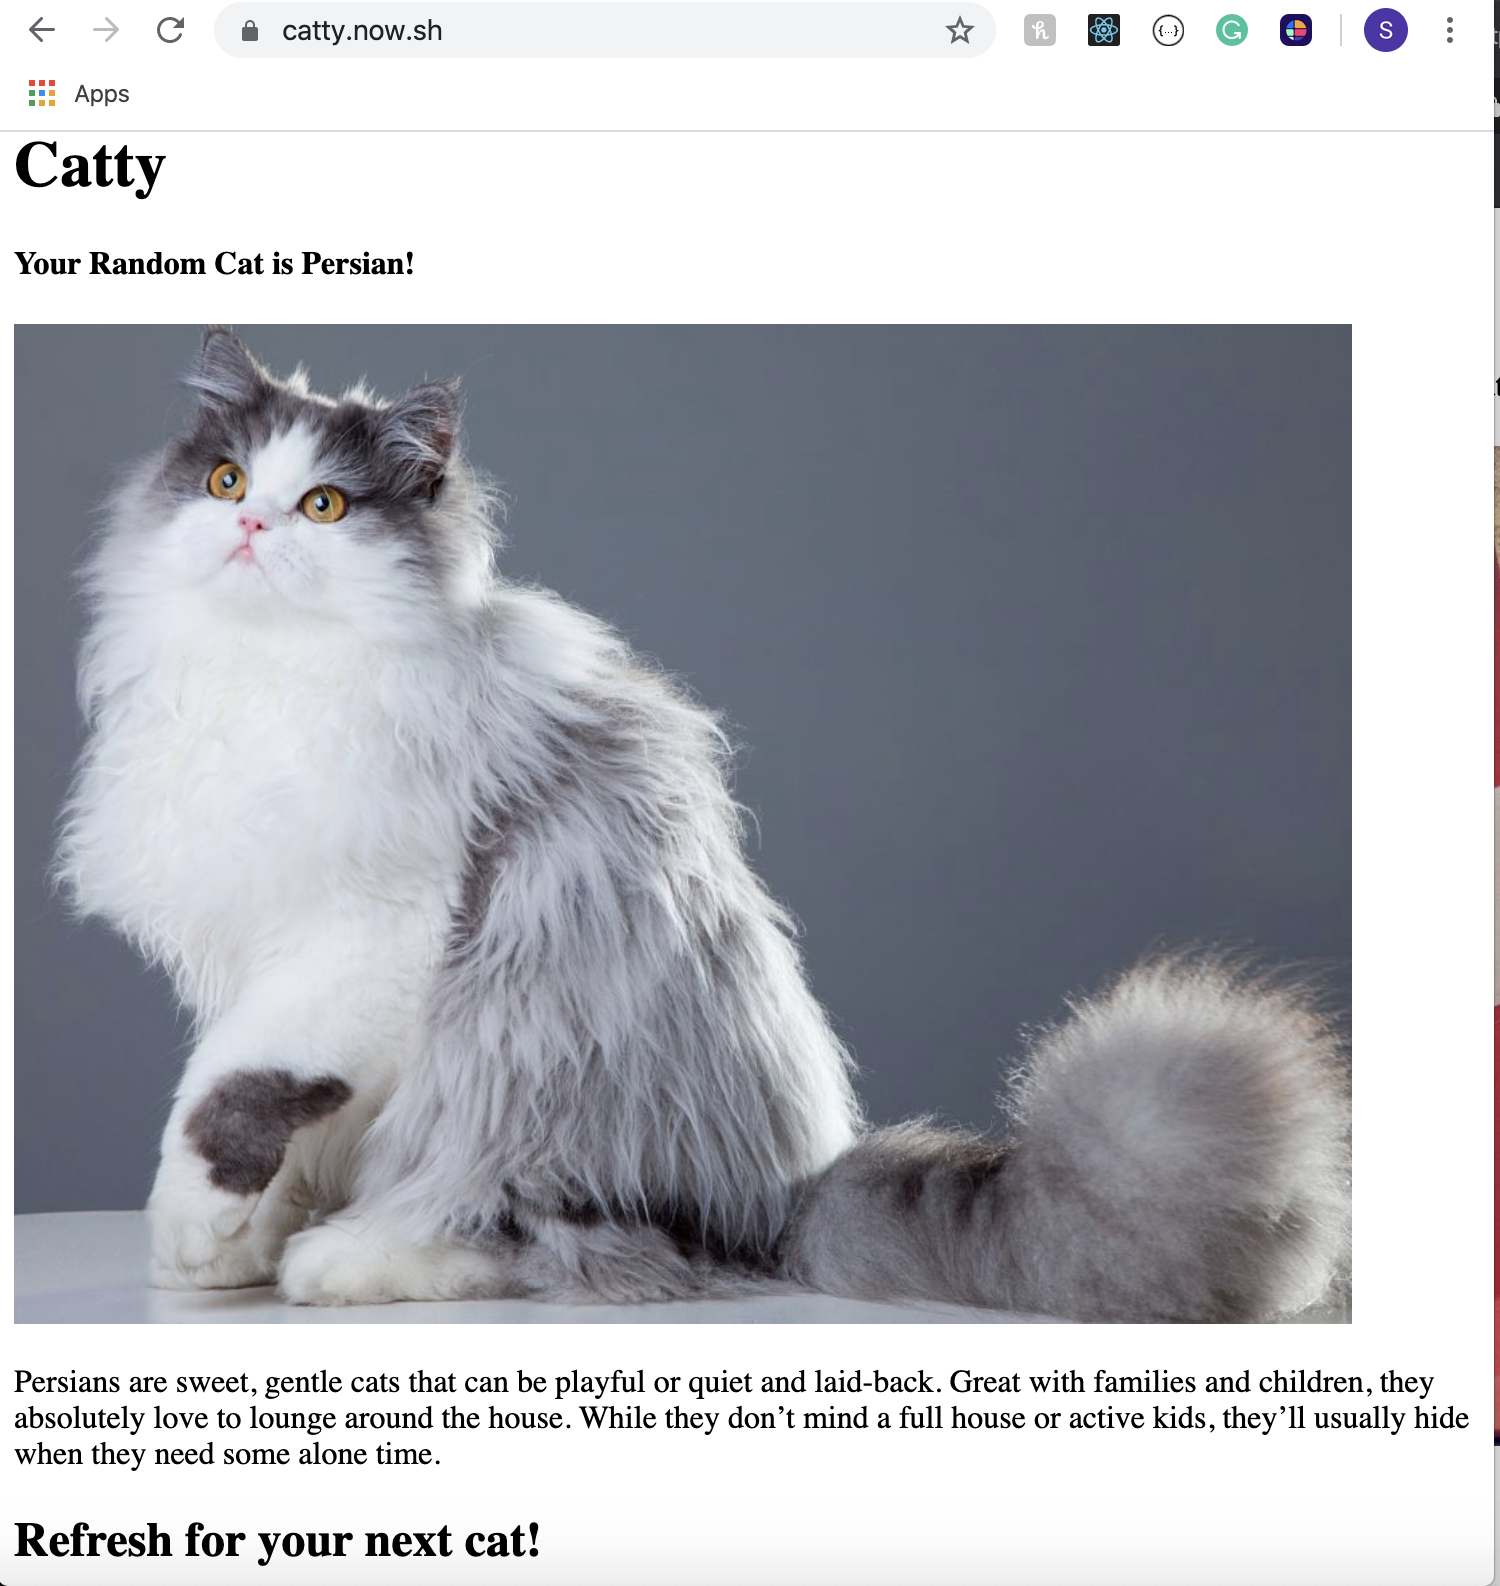 catty.now.sh
S
Apps
Catty
Your Random Cat is Persian!
Persians are sweet, gentle cats that can be playful or quiet and laid-back. Great with families and children, they
absolutely love to lounge around the house. While they don’t mind a full house or active kids, they’ll usually hide
when they need some alone time.
Refresh for your next cat!